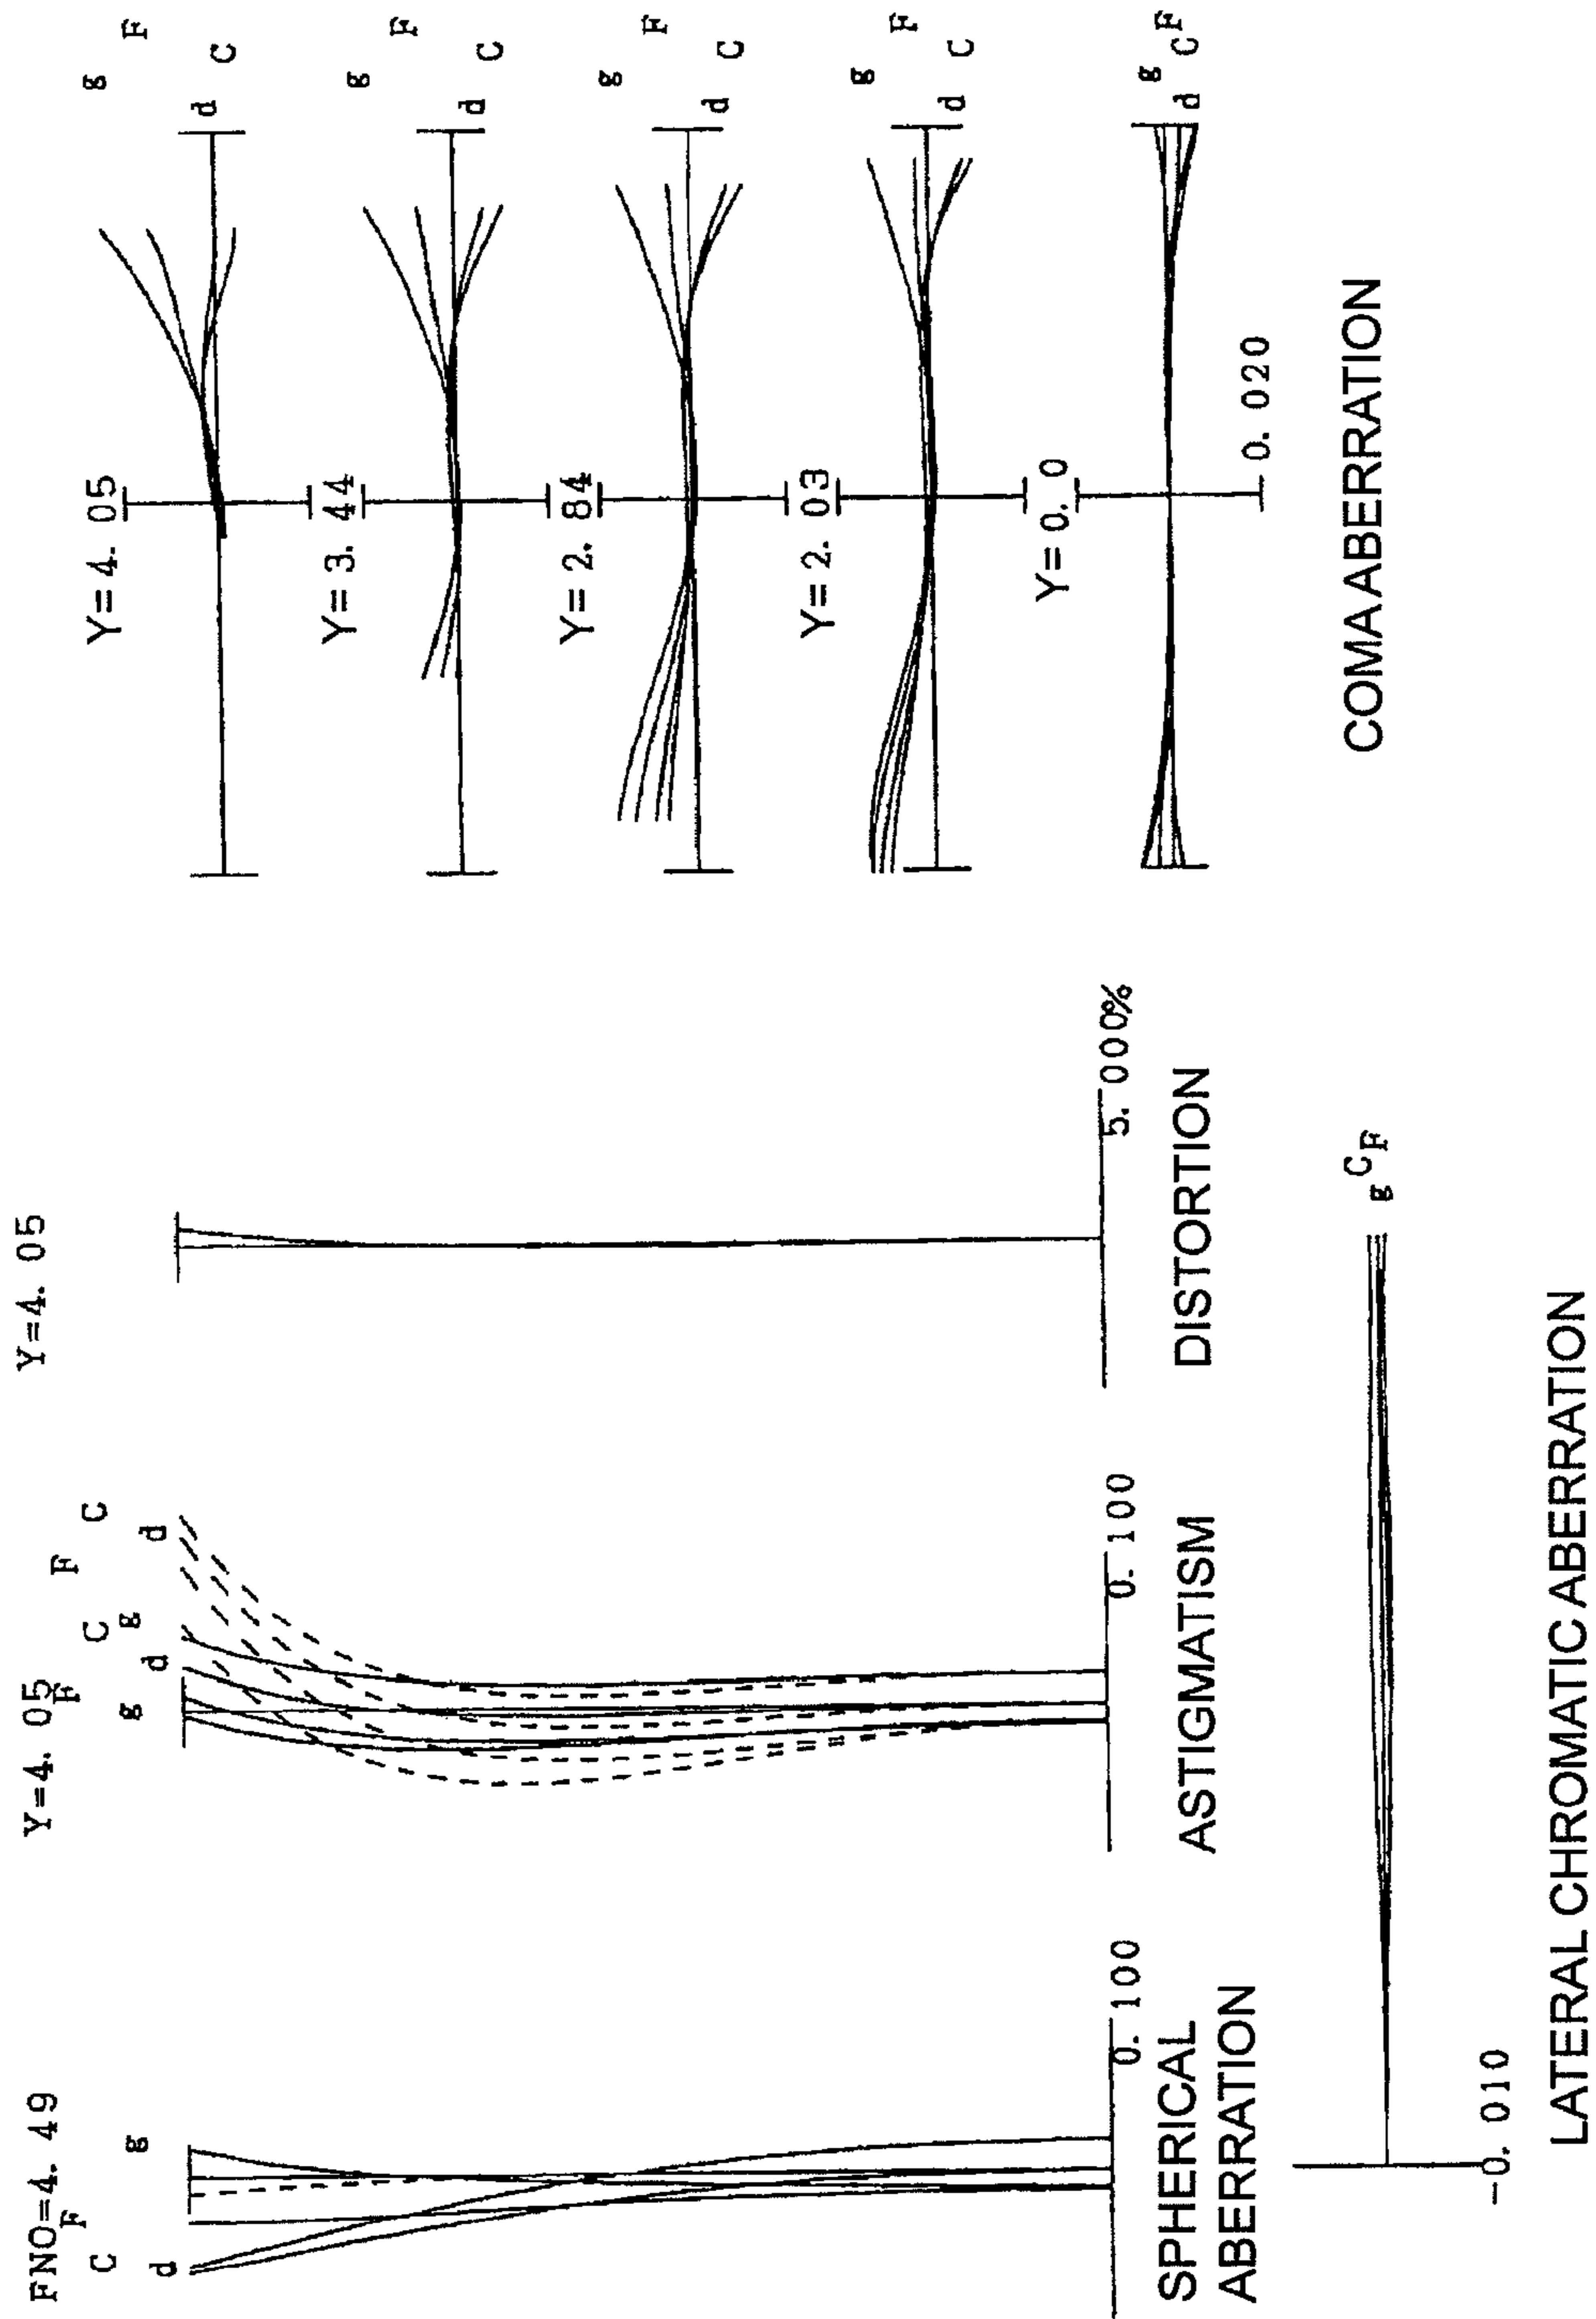 FNO=4.49
F
C
d
g
0.100
SPHERICAL
ABERRATION
Y=4.05
F
g
d
C
g
F
d
C
0.100
ASTIGMATISM
Y=4.05
5.000%
DISTORTION
Y=4.05
g
F
d
C
Y=3.44
g
F
d
C
Y=2.84
g
F
d
C
Y=2.03
g
F
d
C
Y=0.0
g
F
d
C
0.020
COMA ABERRATION
g
C
F
-0.010
LATERAL CHROMATIC ABERRATION